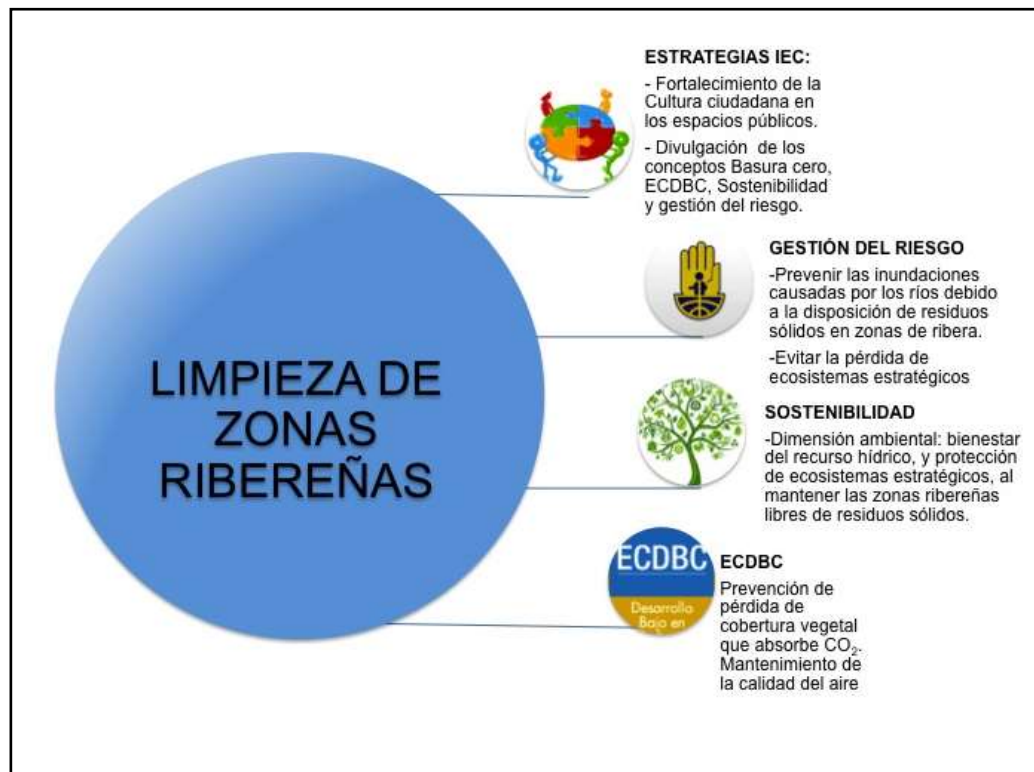 ESTRATEGIAS IEC:
- Fortalecimiento de la
Cultura ciudadana en
los espacios públicos.
- Divulgación de los
conceptos Basura cero,
ECDBC, Sostenibilidad
y gestión del riesgo.
GESTIÓN DEL RIESGO
-Prevenir las inundaciones
causadas por los ríos debido
a la disposición de residuos
sólidos en zonas de ribera.
- Evitar la pérdida de
ecosistemas estratégicos
LIMPIEZA DE
ZONAS
RIBEREÑAS
SOSTENIBILIDAD
-Dimensión ambiental: bienestar
del recurso hídrico, y protección
de ecosistemas estratégicos, al
mantener las zonas ribereñas
libres de residuos sólidos.
ECDBC
Desarrollo
Bajo en
ECDBC
Prevención de
pérdida de
cobertura vegetal
que absorbe CO₂.
Mantenimiento de
la calidad del aire